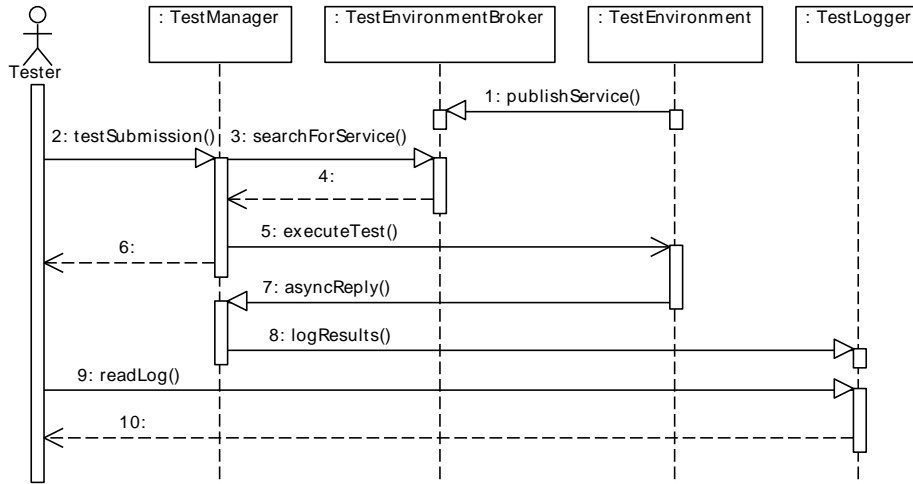 : TestManager
: TestEnvironmentBroker
: TestEnvironment
: TestLogger
Tester
1: publishService()
2: testSubmission()
3: searchForService()
4:
5: executeTest()
6:
7: asyncReply()
8: logResults()
9: readLog()
10: